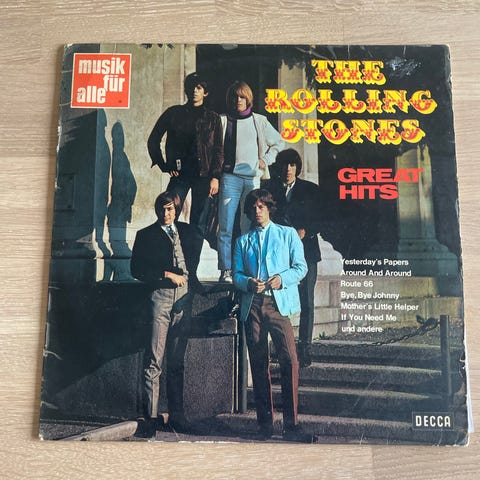 musik
für
alle
THE
ROLLING
STONES
GREAT
HITS
Yesterday's Papers
Around And Around
Route 66
Bye, Bye Johnny
Mother's Little Helper
If You Need Me
und andere
DECCA